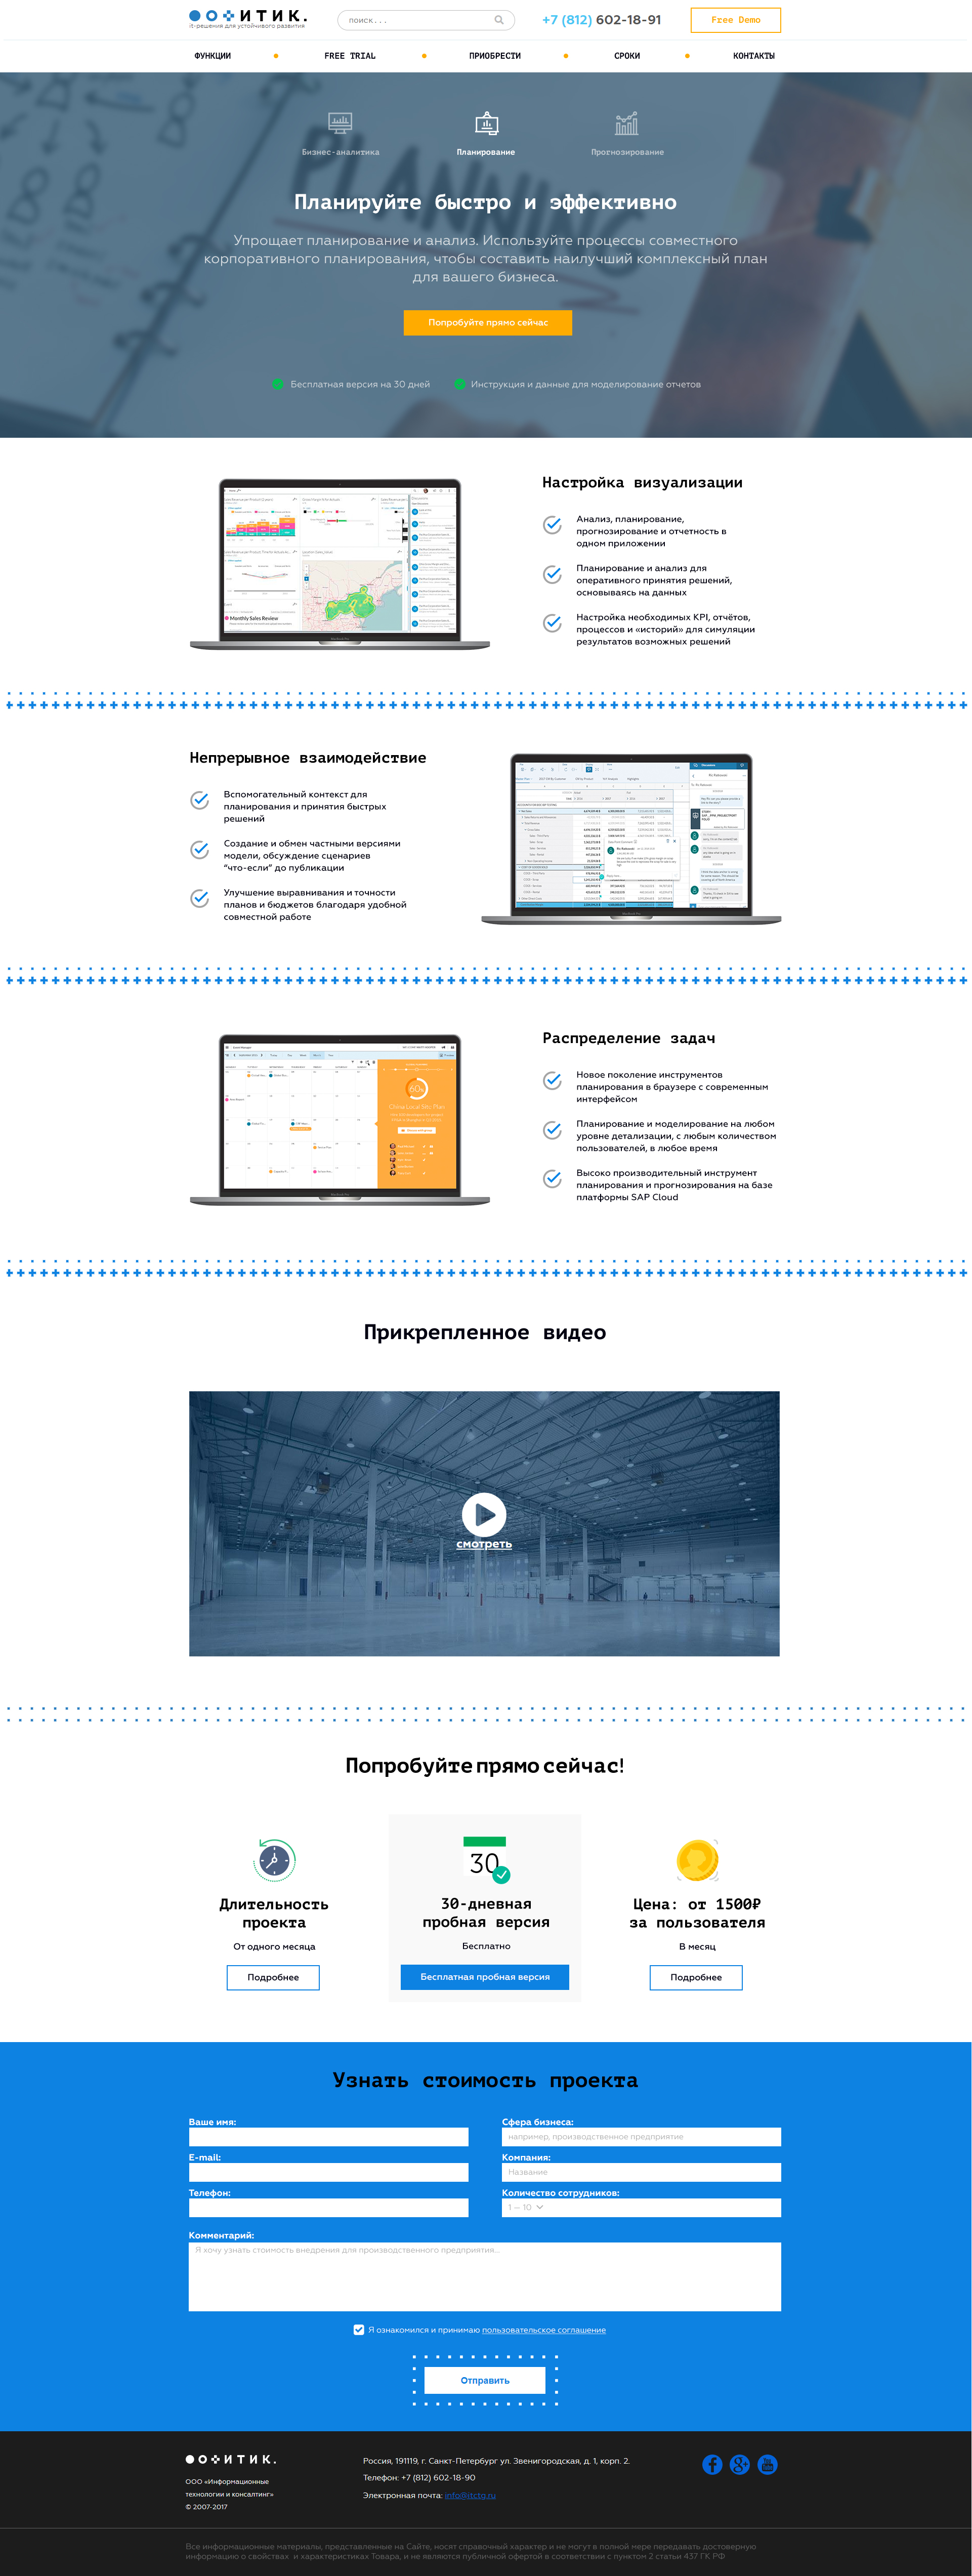 ИТИК.
it-решения для устойчивого развития
поиск...
+7 (812) 602-18-91
Free Demo
ФУНКЦИИ
FREE TRIAL
ПРИОБРЕСТИ
СРОКИ
КОНТАКТЫ
Бизнес-аналитика
Планирование
Прогнозирование
Планируйте быстро и эффективно
Упрощает планирование и анализ. Используйте процессы совместного
корпоративного планирования, чтобы составить наилучший комплексный план
для вашего бизнеса.
Попробуйте прямо сейчас
Бесплатная версия на 30 дней
Инструкция и данные для моделирование отчетов
Monthly Sales Review
Настройка визуализации
Анализ, планирование,
прогнозирование и отчетность в
одном приложении
Планирование и анализ для
оперативного принятия решений,
основываясь на данных
Настройка необходимых KPI, отчётов,
процессов и «историй» для симуляции
результатов возможных решений
Непрерывное взаимодействие
Вспомогательный контекст для
планирования и принятия быстрых
решений
Создание и обмен частными версиями
модели, обсуждение сценариев
“что-если” до публикации
Улучшение выравнивания и точности
планов и бюджетов благодаря удобной
совместной работе
60%
Распределение задач
Новое поколение инструментов
планирования в браузере с современным
интерфейсом
Планирование и моделирование на любом
уровне детализации, с любым количеством
пользователей, в любое время
Высоко производительный инструмент
планирования и прогнозирования на базе
платформы SAP Cloud
Прикрепленное видео
смотреть
Попробуйте прямо сейчас!
Длительность
проекта
От одного месяца
Подробнее
30
30-дневная
пробная версия
Бесплатно
Бесплатная пробная версия
Цена: от 1500₽
за пользователя
В месяц
Подробнее
Узнать стоимость проекта
Ваше имя:
Сфера бизнеса:
например, производственное предприятие
E-mail:
Компания:
Название
Телефон:
Количество сотрудников:
1 — 10
Комментарий:
Я хочу узнать стоимость внедрения для производственного предприятия...
Я ознакомился и принимаю пользовательское соглашение
Отправить
ИТИК.
ООО «Информационные
технологии и консалтинг»
© 2007-2017
Россия, 191119, г. Санкт-Петербург ул. Звенигородская, д. 1, корп. 2.
Телефон: +7 (812) 602-18-90
Электронная почта: info@itctg.ru
Все информационные материалы, представленные на Сайте, носят справочный характер и не могут в полной мере передавать достоверную
информацию о свойствах и характеристиках Товара, и не являются публичной офертой в соответствии с пунктом 2 статьи 437 ГК РФ